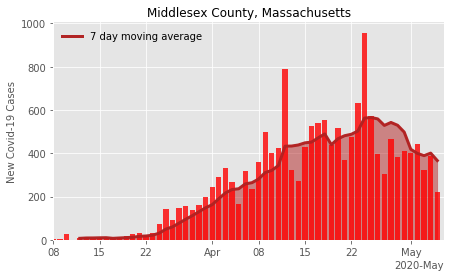 Middlesex County, Massachusetts
7 day moving average
New Covid-19 Cases
1000
800
600
400
200
0
08
15
22
Apr
08
15
22
May
2020-May